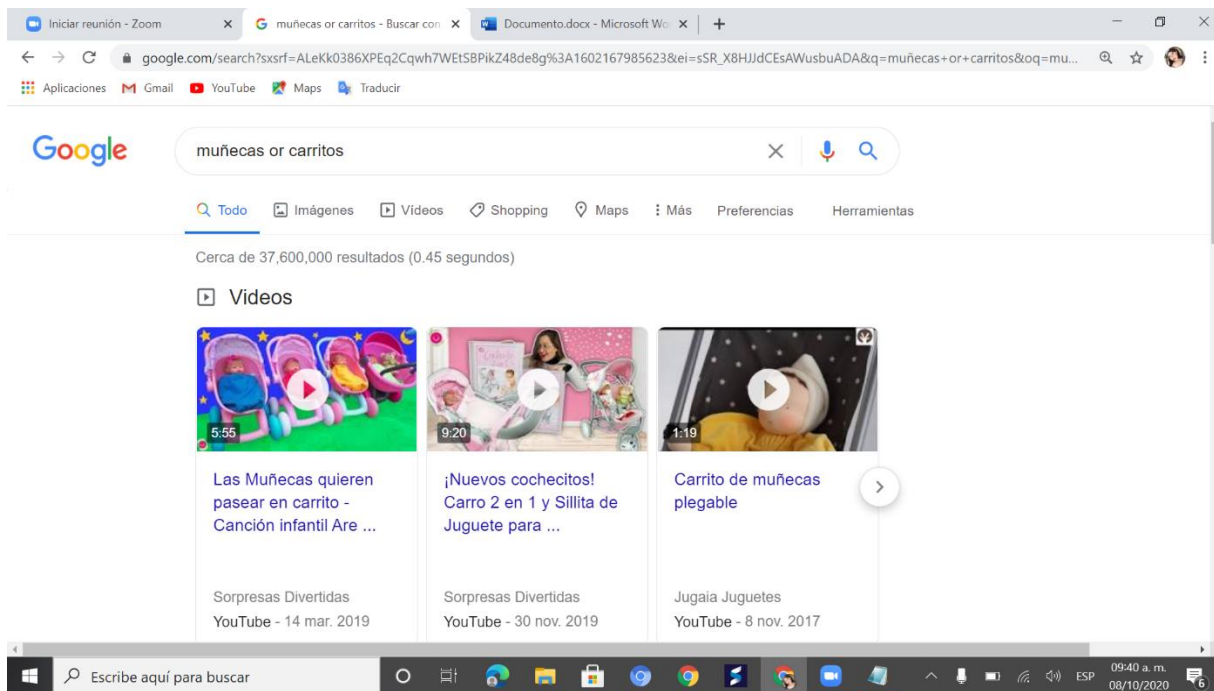 Iniciar reunión - Zoom
muñecas or carritos - Buscar con
Documento.docx - Microsoft Wo
google.com/search?sxsrf=ALeKk0386XPEq2Cqwh7WEtSBPikZ48de8g%3A1602167985623&ei=sSR_X8HJJdCEsAWusbuADA&q=muñecas+or+carritos&oq=mu...
Aplicaciones Gmail YouTube Maps Traducir
Google
muñecas or carritos
Todo Imágenes Vídeos Shopping Maps Más Preferencias Herramientas
Cerca de 37,600,000 resultados (0.45 segundos)
Videos
5:55
Las Muñecas quieren
pasear en carrito -
Canción infantil Are ...
Sorpresas Divertidas
YouTube - 14 mar. 2019
9:20
¡Nuevos cochecitos!
Carro 2 en 1 y Sillita de
Juguete para ...
Sorpresas Divertidas
YouTube - 30 nov. 2019
1:19
Carrito de muñecas
plegable
Jugaia Juguetes
YouTube - 8 nov. 2017
Escribe aquí para buscar
ESP
09:40 a. m.
08/10/2020
6